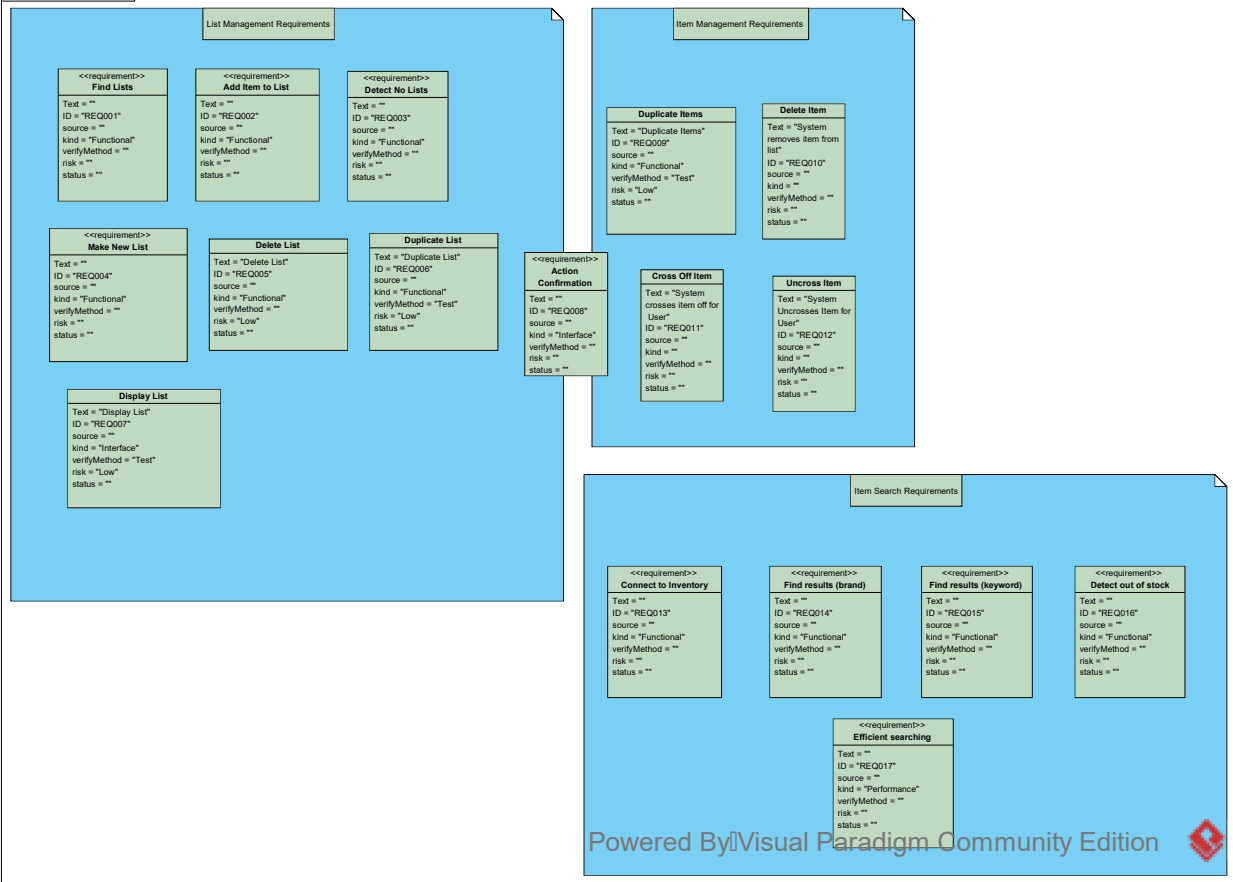 List Management Requirements
<<requirement>>
Find Lists
Text = ""
ID = "REQ001"
source = ""
kind = "Functional"
verifyMethod = ""
risk = ""
status = ""
<<requirement>>
Add Item to List
Text = ""
ID = "REQ002"
source = ""
kind = "Functional"
verifyMethod = ""
risk = ""
status = ""
<<requirement>>
Detect No Lists
Text = ""
ID = "REQ003"
source = ""
kind = "Functional"
verifyMethod = ""
risk = ""
status = ""
<<requirement>>
Make New List
Text = ""
ID = "REQ004"
source = ""
kind = "Functional"
verifyMethod = ""
risk = ""
status = ""
Delete List
Text = "Delete List"
ID = "REQ005"
source = ""
kind = "Functional"
verifyMethod = ""
risk = "Low"
status = ""
Duplicate List
Text = "Duplicate List"
ID = "REQ006"
source = ""
kind = "Functional"
verifyMethod = "Test"
risk = "Low"
status = ""
Display List
Text = "Display List"
ID = "REQ007"
source = ""
kind = "Interface"
verifyMethod = "Test"
risk = "Low"
status = ""
<<requirement>>
Action
Confirmation
Text = ""
ID = "REQ008"
source = ""
kind = "Interface"
verifyMethod = ""
risk = ""
status = ""
Item Management Requirements
Duplicate Items
Text = "Duplicate Items"
ID = "REQ009"
source = ""
kind = "Functional"
verifyMethod = "Test"
risk = "Low"
status = ""
Delete Item
Text = "System
removes item from
list"
ID = "REQ010"
source = ""
kind = ""
verifyMethod = ""
risk = ""
status = ""
Cross Off Item
Text = "System
crosses item off for
User"
ID = "REQ011"
source = ""
kind = ""
verifyMethod = ""
risk = ""
status = ""
Uncross Item
Text = "System
Uncrosses Item for
User"
ID = "REQ012"
source = ""
kind = ""
verifyMethod = ""
risk = ""
status = ""
Item Search Requirements
<<requirement>>
Connect to Inventory
Text = ""
ID = "REQ013"
source = ""
kind = "Functional"
verifyMethod = ""
risk = ""
status = ""
<<requirement>>
Find results (brand)
Text = ""
ID = "REQ014"
source = ""
kind = "Functional"
verifyMethod = ""
risk = ""
status = ""
<<requirement>>
Find results (keyword)
Text = ""
ID = "REQ015"
source = ""
kind = "Functional"
verifyMethod = ""
risk = ""
status = ""
<<requirement>>
Detect out of stock
Text = ""
ID = "REQ016"
source = ""
kind = "Functional"
verifyMethod = ""
risk = ""
status = ""
<<requirement>>
Efficient searching
Text = ""
ID = "REQ017"
source = ""
kind = "Performance"
verifyMethod = ""
risk = ""
status = ""
Powered By Visual Paradigm Community Edition